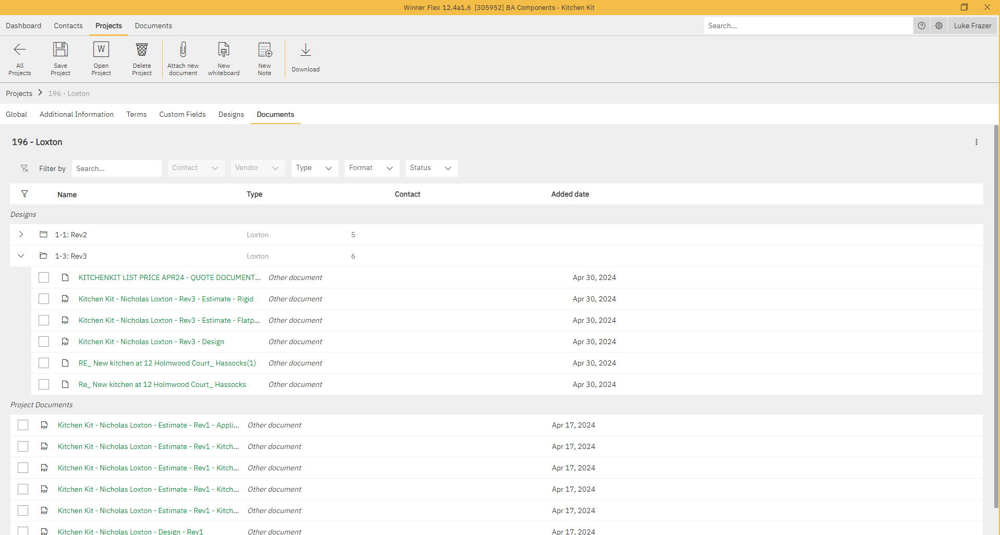 Winner Flex 12.4a1.6 [305952] BA Components - Kitchen Kit
Dashboard Contacts Projects Documents Search... Luke Frazer
All Projects
Save Project
W Open Project
Delete Project
Attach new document
New whiteboard
New Note
Download
Projects 196 - Loxton
Global Additional Information Terms Custom Fields Designs Documents
196 - Loxton
Filter by Search... Contact Vendor Type Format Status
Name Type Contact Added date
Designs
1-1: Rev2 Loxton 5
1-3: Rev3 Loxton 6
KITCHENKIT LIST PRICE APR24 - QUOTE DOCUMENT... Other document Apr 30, 2024
PDF Kitchen Kit - Nicholas Loxton - Rev3 - Estimate - Rigid Other document Apr 30, 2024
PDF Kitchen Kit - Nicholas Loxton - Rev3 - Estimate - Flatp... Other document Apr 30, 2024
PDF Kitchen Kit - Nicholas Loxton - Rev3 - Design Other document Apr 30, 2024
RE_ New kitchen at 12 Holmwood Court_ Hassocks(1) Other document Apr 30, 2024
Re_ New kitchen at 12 Holmwood Court_ Hassocks Other document Apr 30, 2024
Project Documents
PDF Kitchen Kit - Nicholas Loxton - Estimate - Rev1 - Appli... Other document Apr 17, 2024
PDF Kitchen Kit - Nicholas Loxton - Estimate - Rev1 - Kitch... Other document Apr 17, 2024
PDF Kitchen Kit - Nicholas Loxton - Estimate - Rev1 - Kitch... Other document Apr 17, 2024
PDF Kitchen Kit - Nicholas Loxton - Estimate - Rev1 - Kitch... Other document Apr 17, 2024
PDF Kitchen Kit - Nicholas Loxton - Estimate - Rev1 - Kitch... Other document Apr 17, 2024
PDF Kitchen Kit - Nicholas Loxton - Design - Rev1 Other document Apr 17, 2024